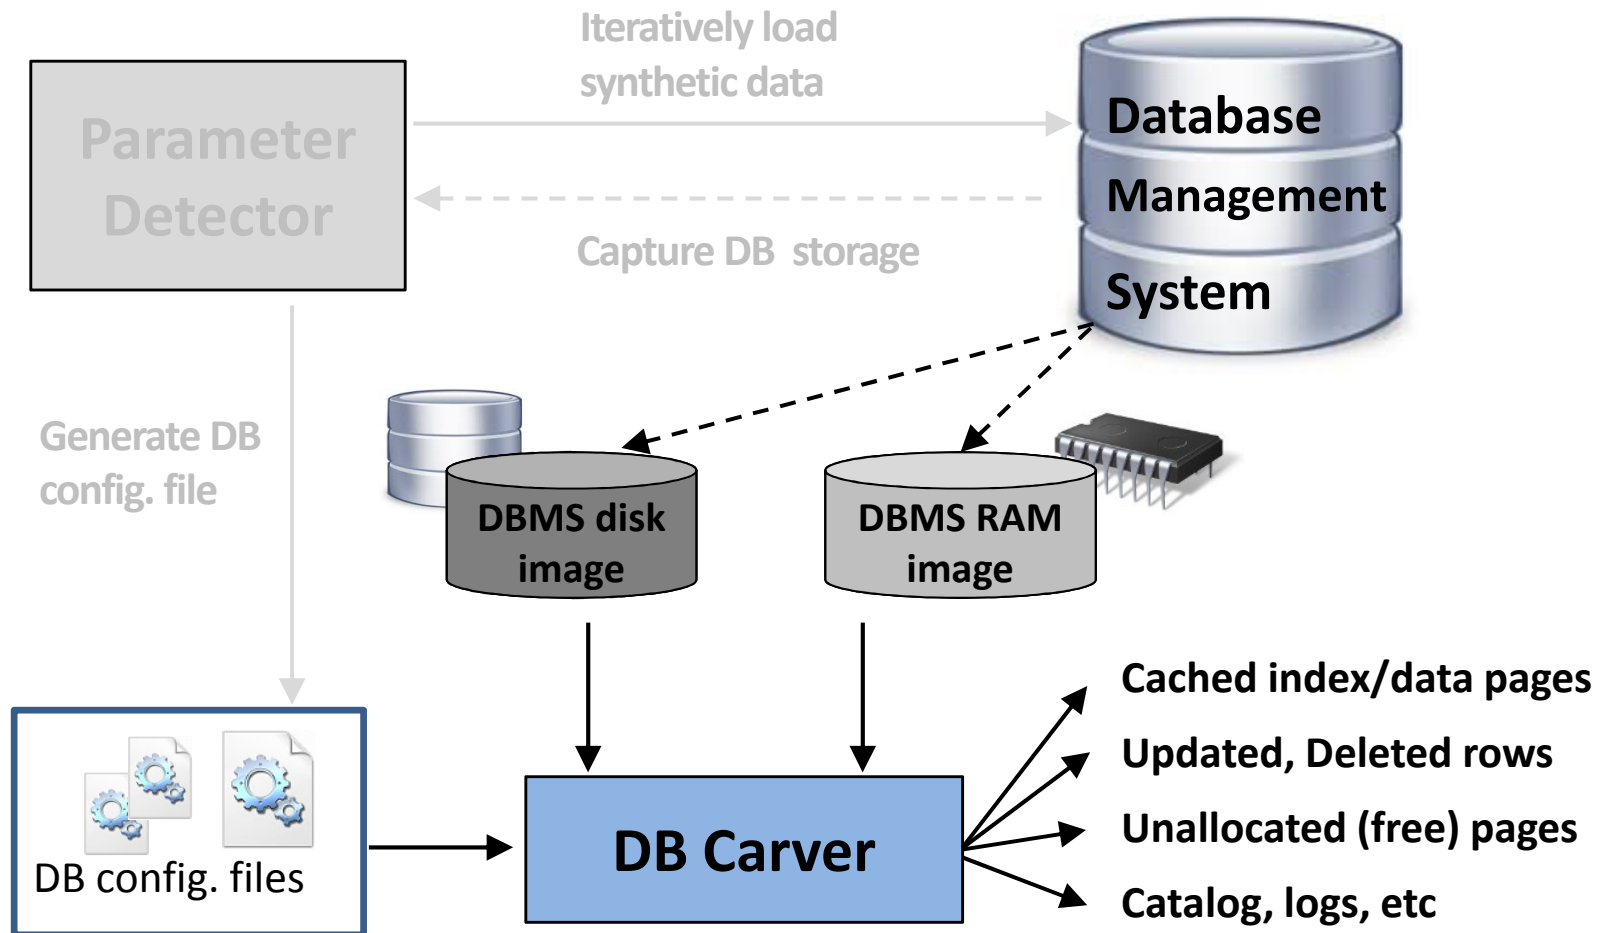 Iteratively load
synthetic data
Parameter
Detector
Database
Management
System
Capture DB storage
Generate DB
config. file
DBMS disk
image
DBMS RAM
image
Cached index/data pages
Updated, Deleted rows
Unallocated (free) pages
Catalog, logs, etc
DB Carver
DB config. files